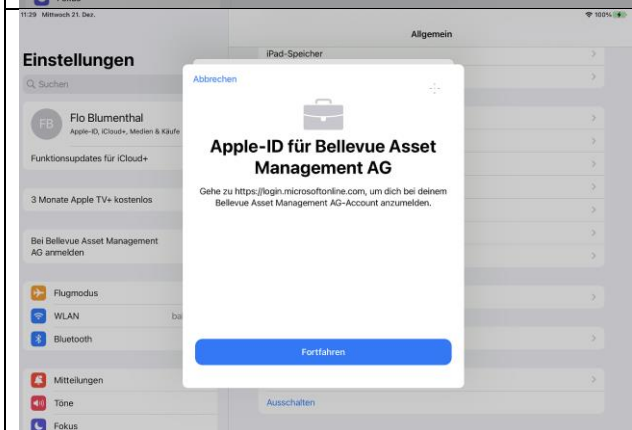 Fokus
11:29 Mittwoch 21. Dez.
100%
Einstellungen
Suchen
FB
Flo Blumenthal
Apple-ID, iCloud+, Medien & Käufe
Funktionsupdates für iCloud+
3 Monate Apple TV+ kostenlos
Bei Bellevue Asset Management
AG anmelden
Flugmodus
WLAN
Bluetooth
Mitteilungen
Töne
Fokus
Allgemein
iPad-Speicher
Ausschalten
Abbrechen
Apple-ID für Bellevue Asset
Management AG
Gehe zu https://login.microsoftonline.com, um dich bei deinem
Bellevue Asset Management AG-Account anzumelden.
Fortfahren